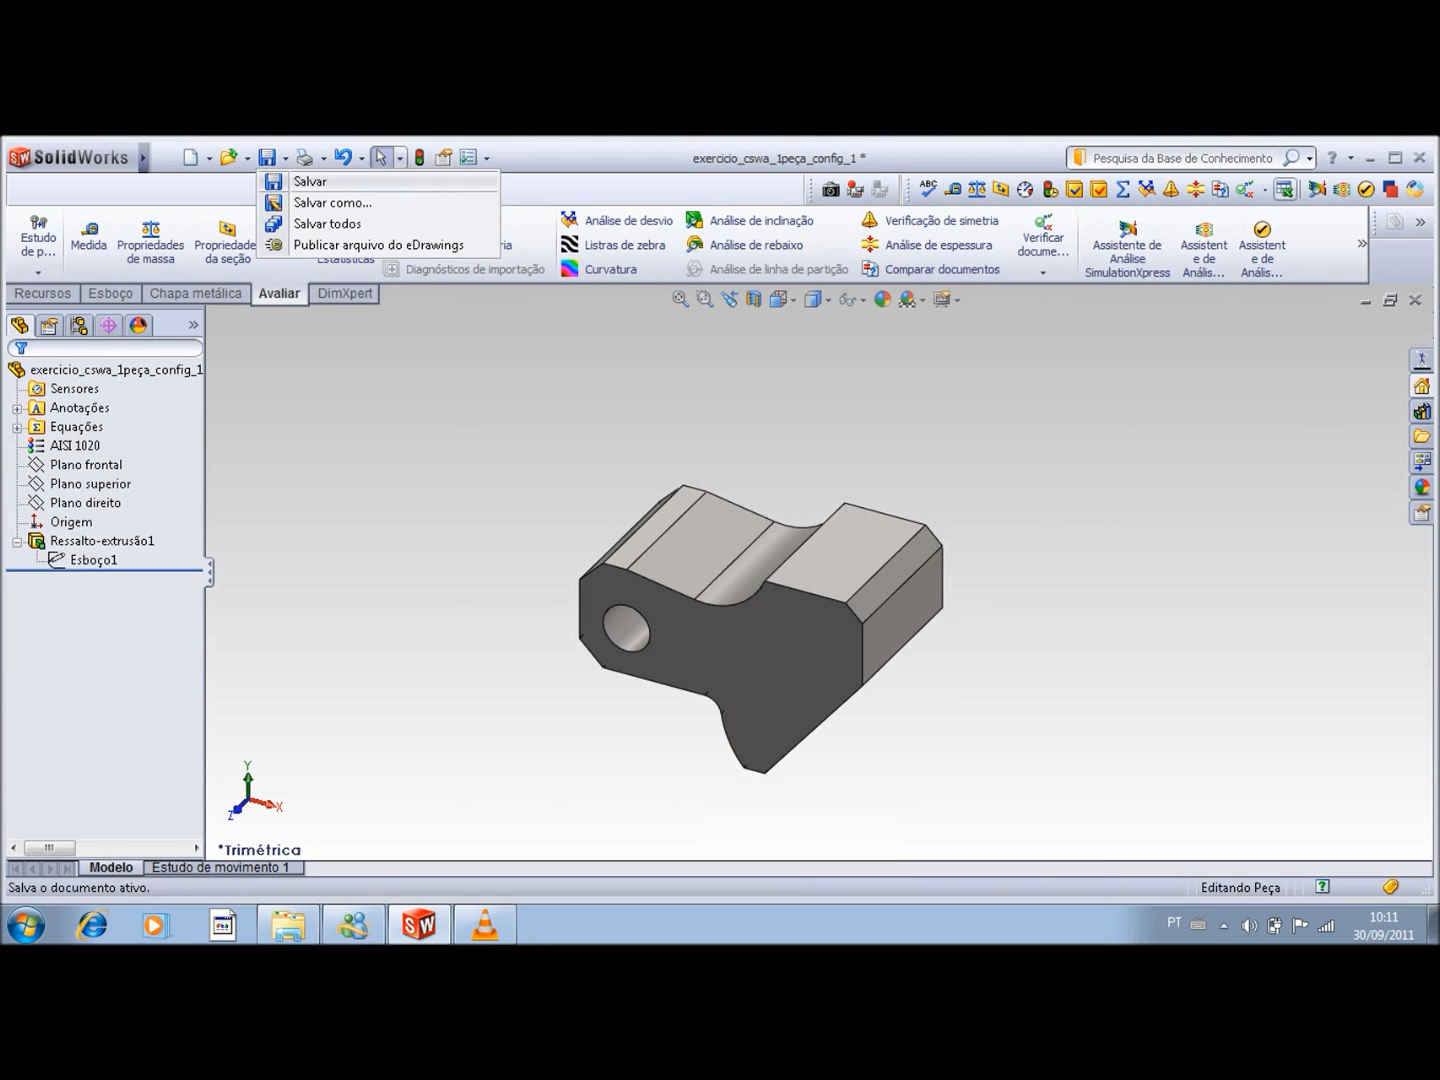 SolidWorks
exercicio_cswa_1peça_config_1 *
Pesquisa da Base de Conhecimento
?
Salvar
Salvar como...
Salvar todos
Publicar arquivo do eDrawings
ABC
Estudo de p...
Medida
Propriedades de massa
Propriedade da seção
Estatísticas
Diagnósticos de importação
Análise de desvio
Listras de zebra
Curvatura
Análise de inclinação
Análise de rebaixo
Análise de linha de partição
Verificação de simetria
Análise de espessura
Comparar documentos
Verificar docume...
Assistente de Análise SimulationXpress
Assistent e de Anális...
Assistent e de Anális...
Recursos
Esboço
Chapa metálica
Avaliar
DimXpert
exercicio_cswa_1peça_config_1
Sensores
Anotações
Equações
AISI 1020
Plano frontal
Plano superior
Plano direito
Origem
Ressalto-extrusão1
Esboço1
Y
X
Z
*Trimétrica
Modelo
Estudo de movimento 1
Salva o documento ativo.
Editando Peça
?
PT
10:11
30/09/2011